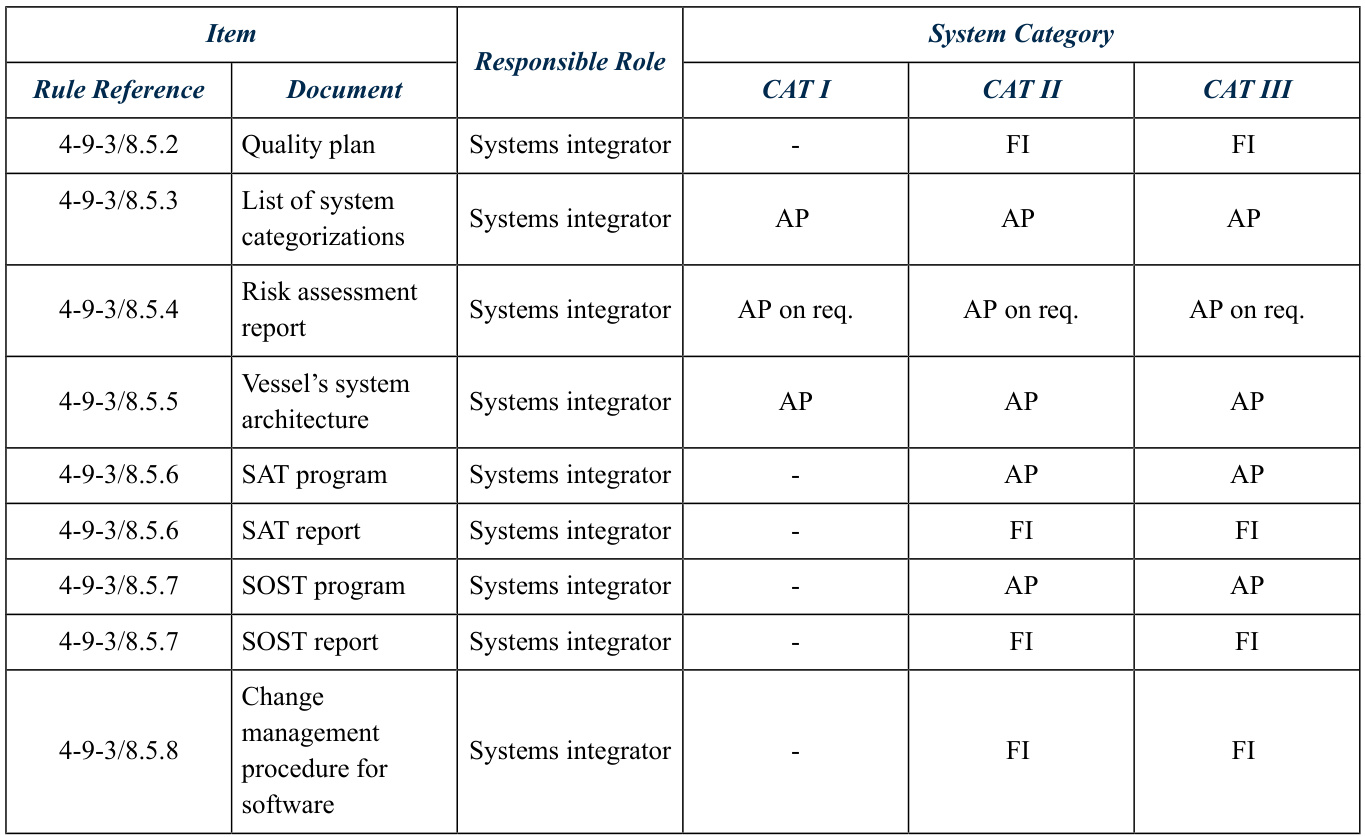 Item
Responsible Role
System Category
Rule Reference
Document
CAT I
CAT II
CAT III
4-9-3/8.5.2
Quality plan
Systems integrator
-
FI
FI
4-9-3/8.5.3
List of system
categorizations
Systems integrator
AP
AP
AP
4-9-3/8.5.4
Risk assessment
report
Systems integrator
AP on req.
AP on req.
AP on req.
4-9-3/8.5.5
Vessel’s system
architecture
Systems integrator
AP
AP
AP
4-9-3/8.5.6
SAT program
Systems integrator
-
AP
AP
4-9-3/8.5.6
SAT report
Systems integrator
-
FI
FI
4-9-3/8.5.7
SOST program
Systems integrator
-
AP
AP
4-9-3/8.5.7
SOST report
Systems integrator
-
FI
FI
4-9-3/8.5.8
Change
management
procedure for
software
Systems integrator
-
FI
FI